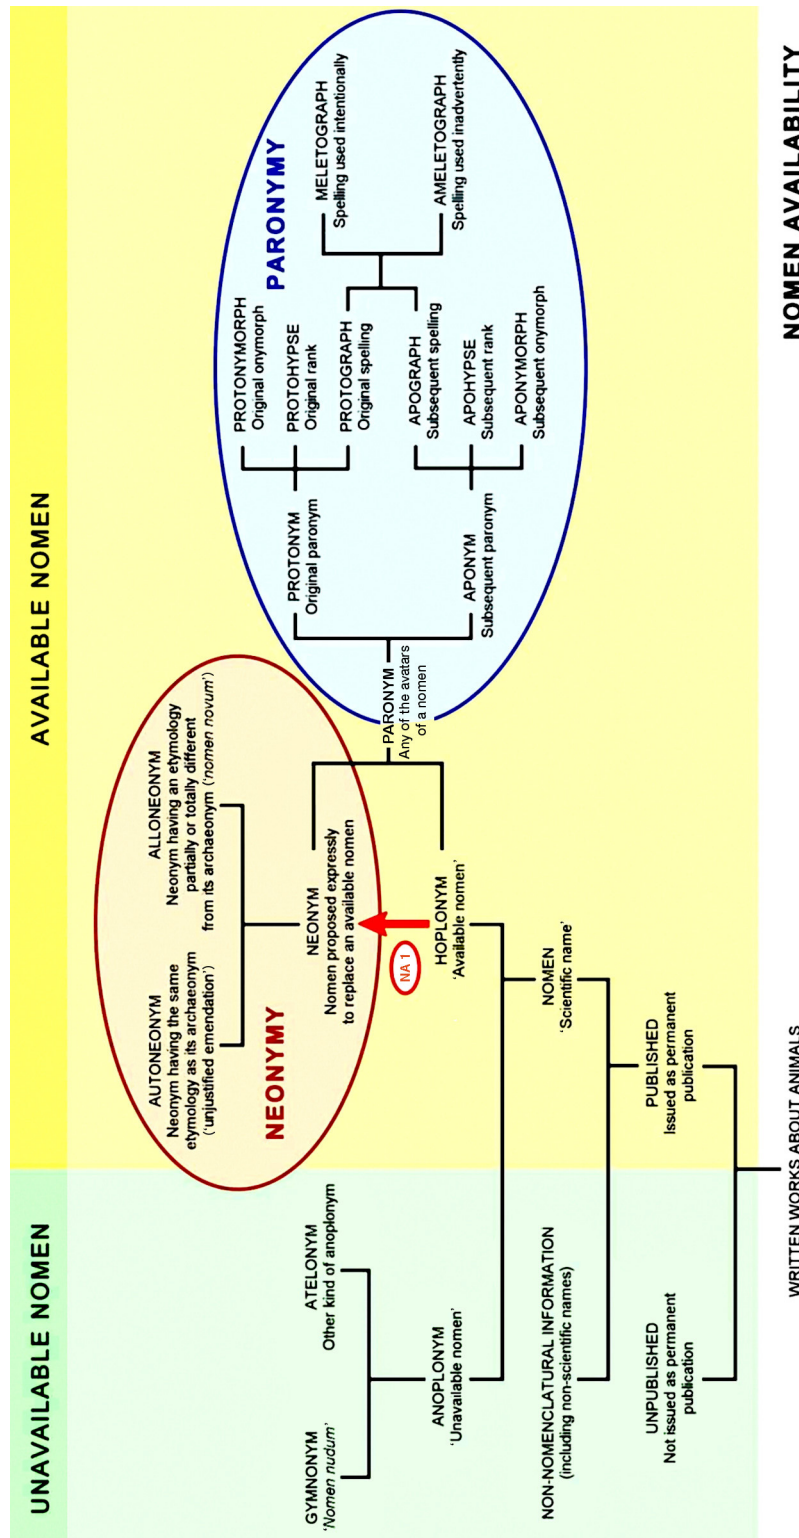 UNAVAILABLE NOMEN
AVAILABLE NOMEN
AUTONEONYM
Neonym having the same
etymology as its archaeonym
('unjustified emendation')
ALLONEONYM
Neonym having an etymology
partially or totally different
from its archaeonym ('nomen novum')
NEONYMY
GYMNONYM
'Nomen nudum'
ATELONYM
Other kind of anoplonym
NEONYM
Nomen proposed expressly
to replace an available nomen
NA 1
ANOPLONYM
'Unavailable nomen'
HOPLONYM
'Available nomen'
PARONYM
Any of the avatars
of a nomen
PARONYMY
PROTONYM
Original paronym
APONYM
Subsequent paronym
PROTONYMORPH
Original onymorph
PROTOHYPSE
Original rank
PROTOGRAPH
Original spelling
APOGRAPH
Subsequent spelling
APOHYPSE
Subsequent rank
APONYMORPH
Subsequent onymorph
MELETOGRAPH
Spelling used intentionally
AMELETOGRAPH
Spelling used inadvertently
NON-NOMENCLATURAL INFORMATION
(including non-scientific names)
NOMEN
'Scientific name'
UNPUBLISHED
Not issued as permanent
publication
PUBLISHED
Issued as permanent
publication
WRITTEN WORKS ABOUT ANIMALS
NOMEN AVAILABILITY